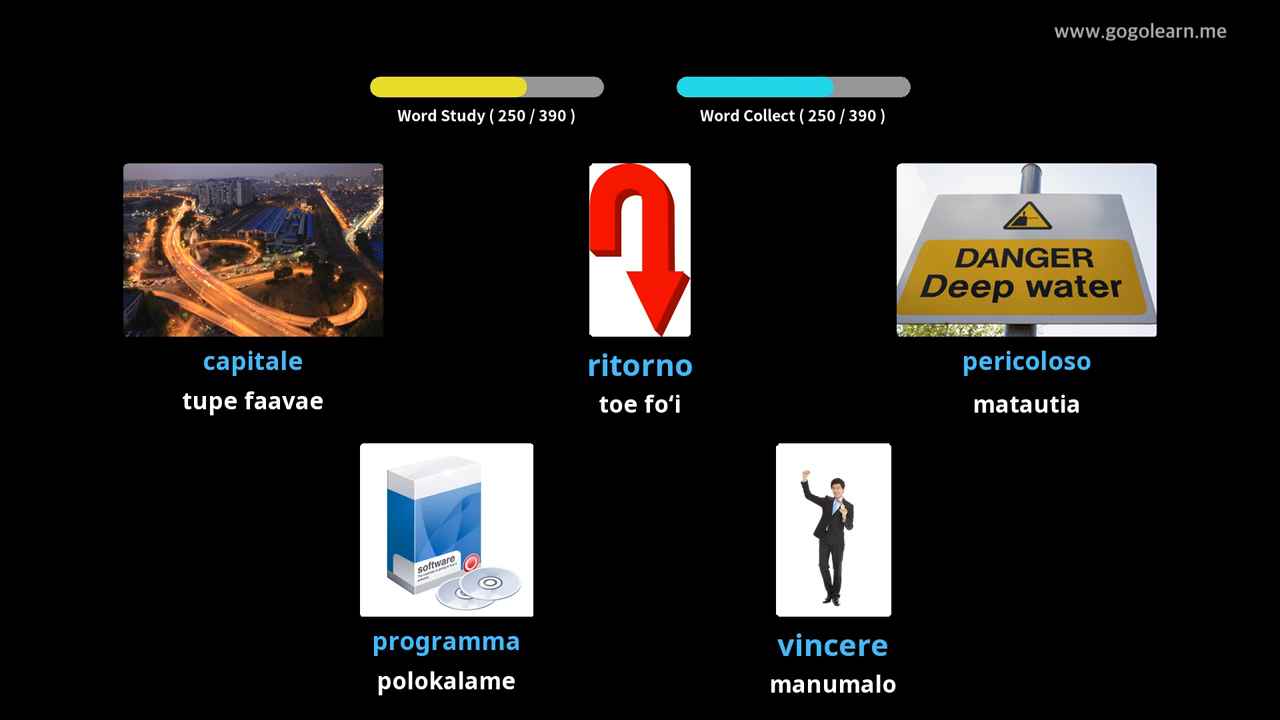 www.gogolearn.me
Word Study ( 250 / 390 )
Word Collect ( 250 / 390 )
DANGER
Deep water
capitale
ritorno
pericoloso
tupe faavae
toe foʻi
matautia
software
programma
vincere
polokalame
manumalo